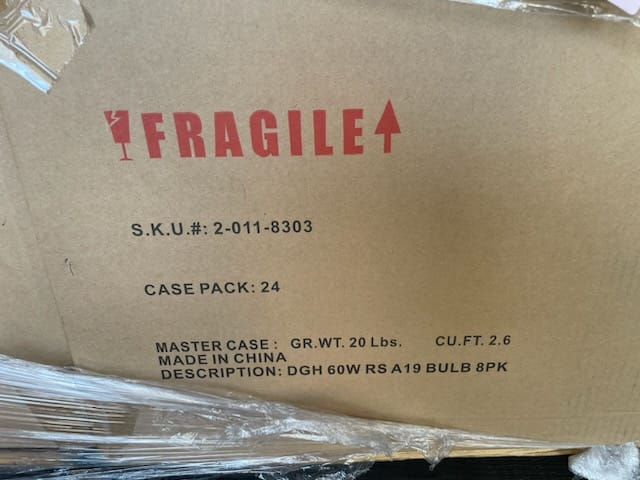 FRAGILE
S.K.U.#: 2-011-8303
CASE PACK: 24
MASTER CASE: GR.WT. 20 Lbs. CU.FT. 2.6
MADE IN CHINA
DESCRIPTION: DGH 60W RS A19 BULB 8PK